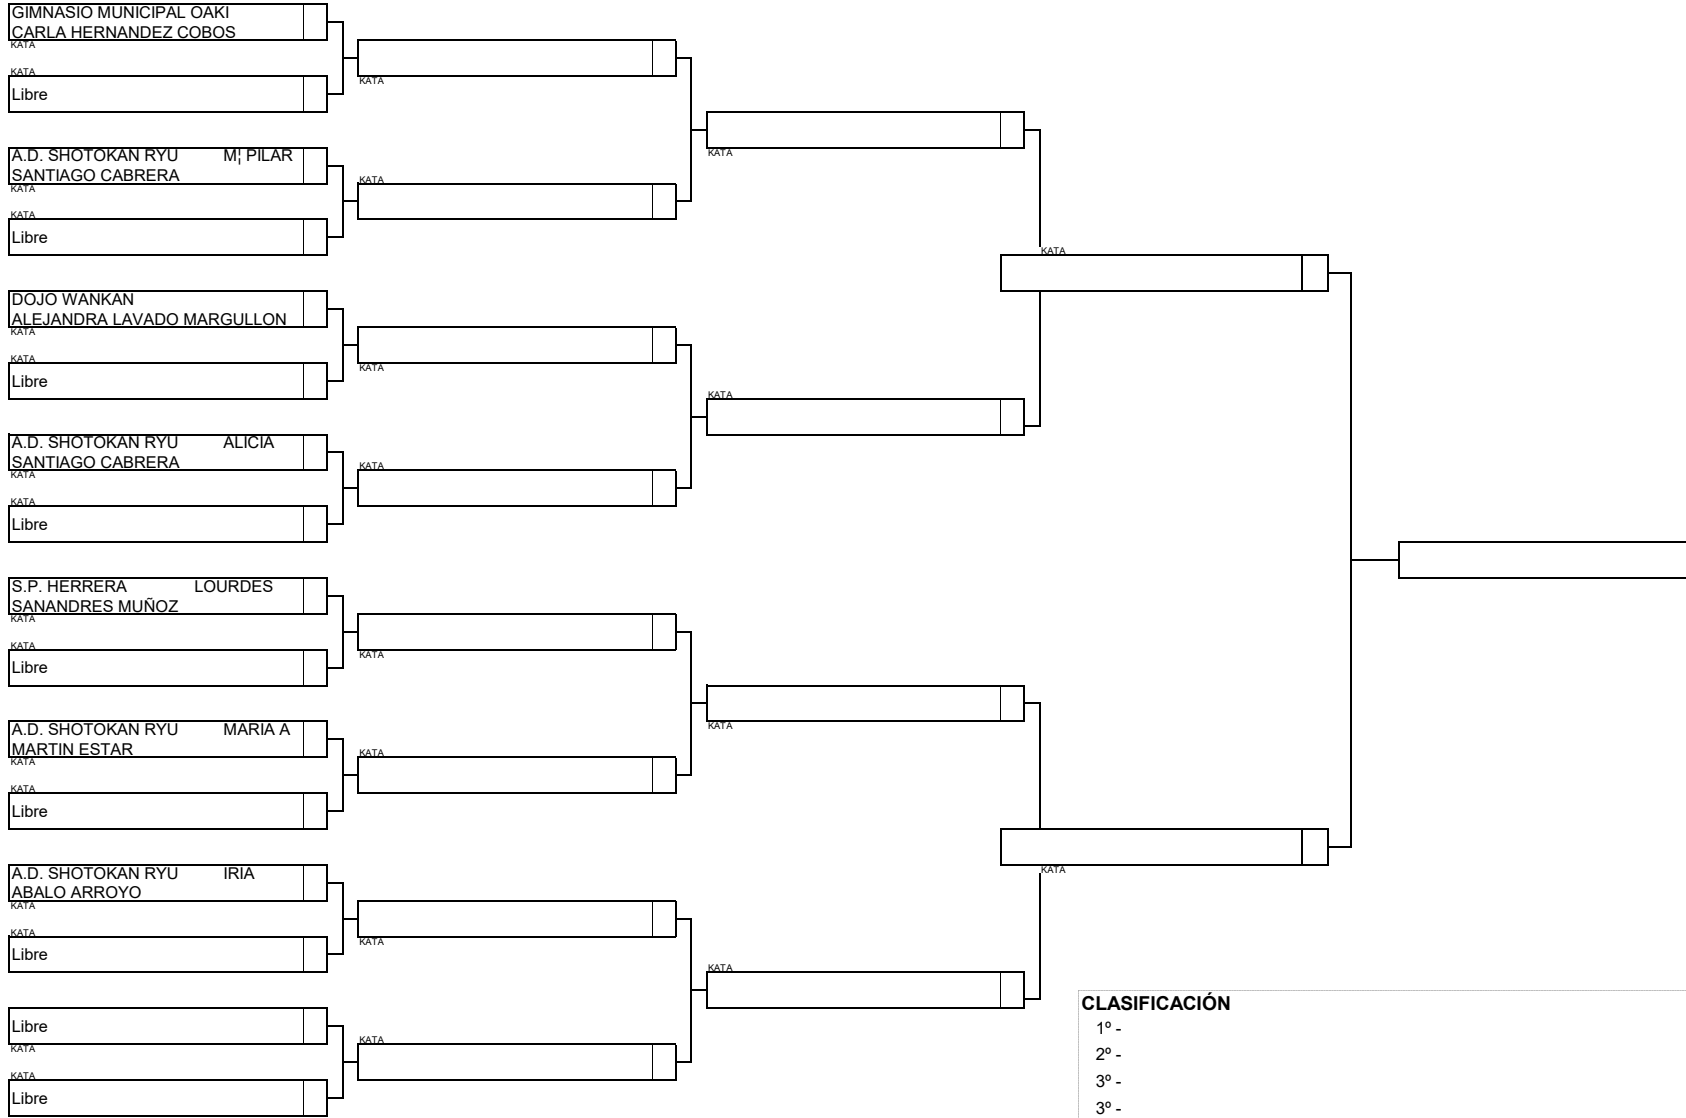 GIMNASIO MUNICIPAL OAKI
CARLA HERNANDEZ COBOS
KATA
KATA
Libre
A.D. SHOTOKAN RYU M¦ PILAR
SANTIAGO CABRERA
KATA
KATA
Libre
DOJO WANKAN
ALEJANDRA LAVADO MARGULLON
KATA
KATA
Libre
A.D. SHOTOKAN RYU ALICIA
SANTIAGO CABRERA
KATA
KATA
Libre
S.P. HERRERA LOURDES
SANANDRES MUÑOZ
KATA
KATA
Libre
A.D. SHOTOKAN RYU MARIA A
MARTIN ESTAR
KATA
KATA
Libre
A.D. SHOTOKAN RYU IRIA
ABALO ARROYO
KATA
KATA
Libre
Libre
KATA
KATA
Libre
KATA
KATA
KATA
KATA
KATA
KATA
KATA
KATA
KATA
KATA
KATA
KATA
KATA
KATA
CLASIFICACIÓN
1º -
2º -
3º -
3º -